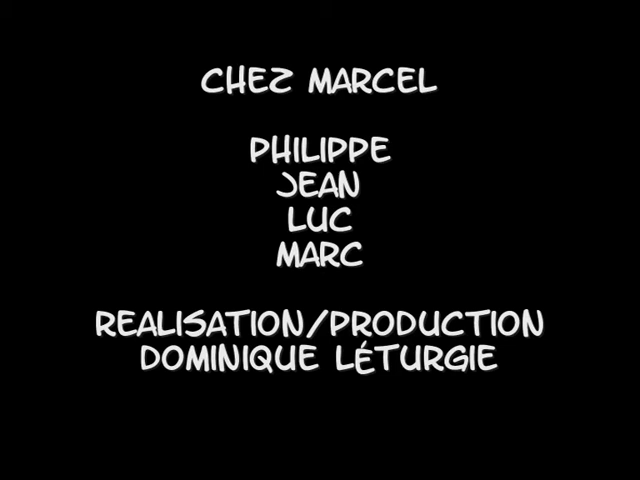 CHEZ MARCEL
PHILIPPE
JEAN
LUC
MARC
REALISATION/PRODUCTION
DOMINIQUE LÉTURGIE